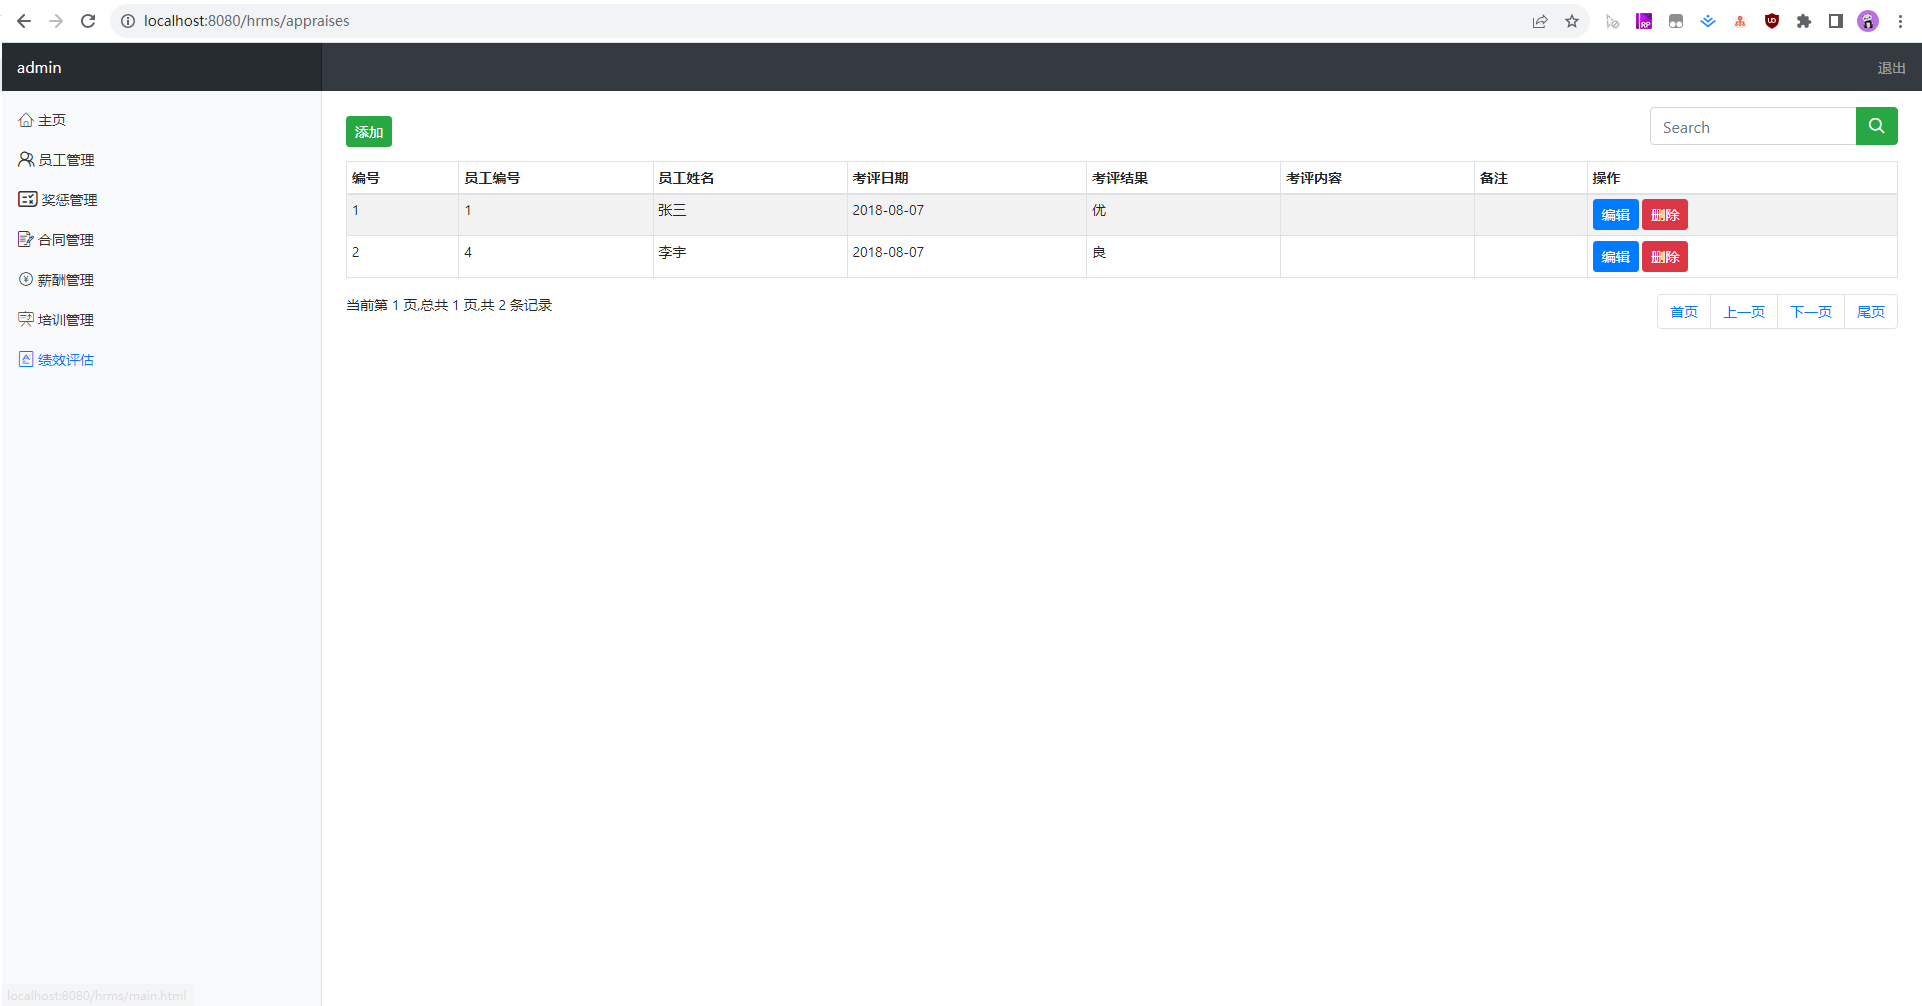 localhost:8080/hrms/appraises
admin
退出
主页
员工管理
奖惩管理
合同管理
薪酬管理
培训管理
绩效评估
添加
Search
编号 员工编号 员工姓名 考评日期 考评结果 考评内容 备注 操作
1 1 张三 2018-08-07 优 编辑 删除
2 4 李宇 2018-08-07 良 编辑 删除
当前第 1 页,总共 1 页,共 2 条记录
首页 上一页 下一页 尾页
localhost:8080/hrms/main.html